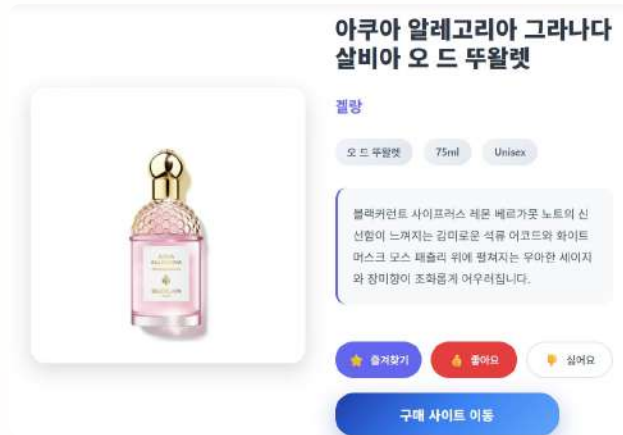 아쿠아 알레고리아 그라나다
살비아 오 드 뚜왈렛
겔랑
오 드 뚜왈렛
75ml
Unisex
블랙커런트 사이프러스 레몬 베르가못 노트의 신
선함이 느껴지는 감미로운 석류 어코드와 화이트
머스크 모스 패츌리 위에 펼쳐지는 우아한 세이지
와 장미향이 조화롭게 어우러집니다.
즐겨찾기
좋아요
싫어요
구매 사이트 이동